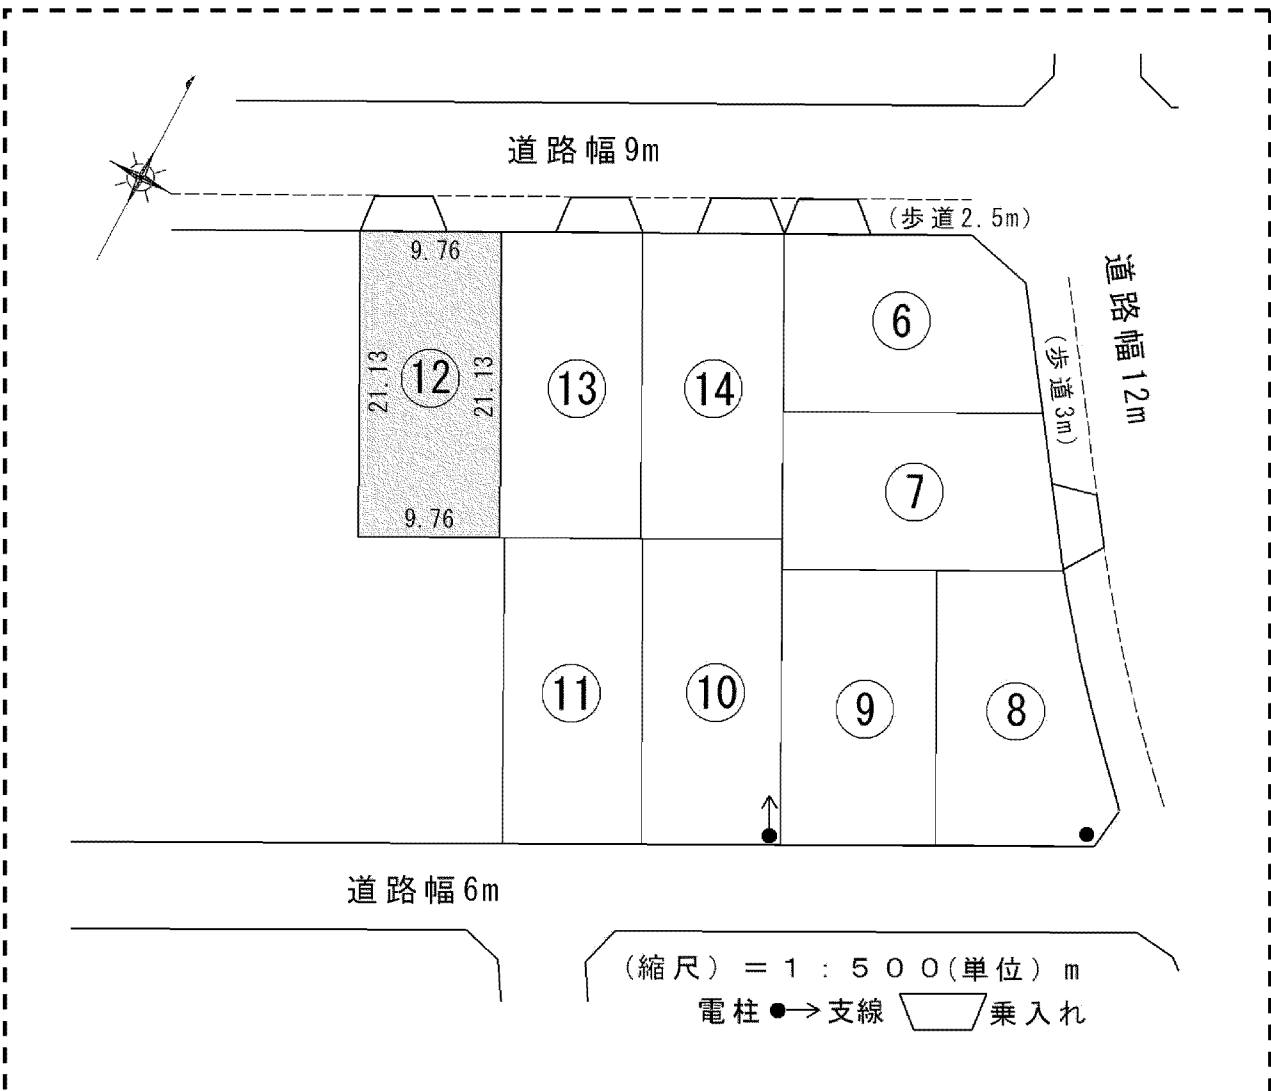 道路幅9m
(歩道2.5m)
道路幅12m
(歩道3m)
9.76
21.13
⑫
21.13
9.76
⑬
⑭
⑥
⑦
⑪
⑩
⑨
⑧
道路幅6m
(縮尺)=1:500(単位)m
電柱●→支線 乗入れ